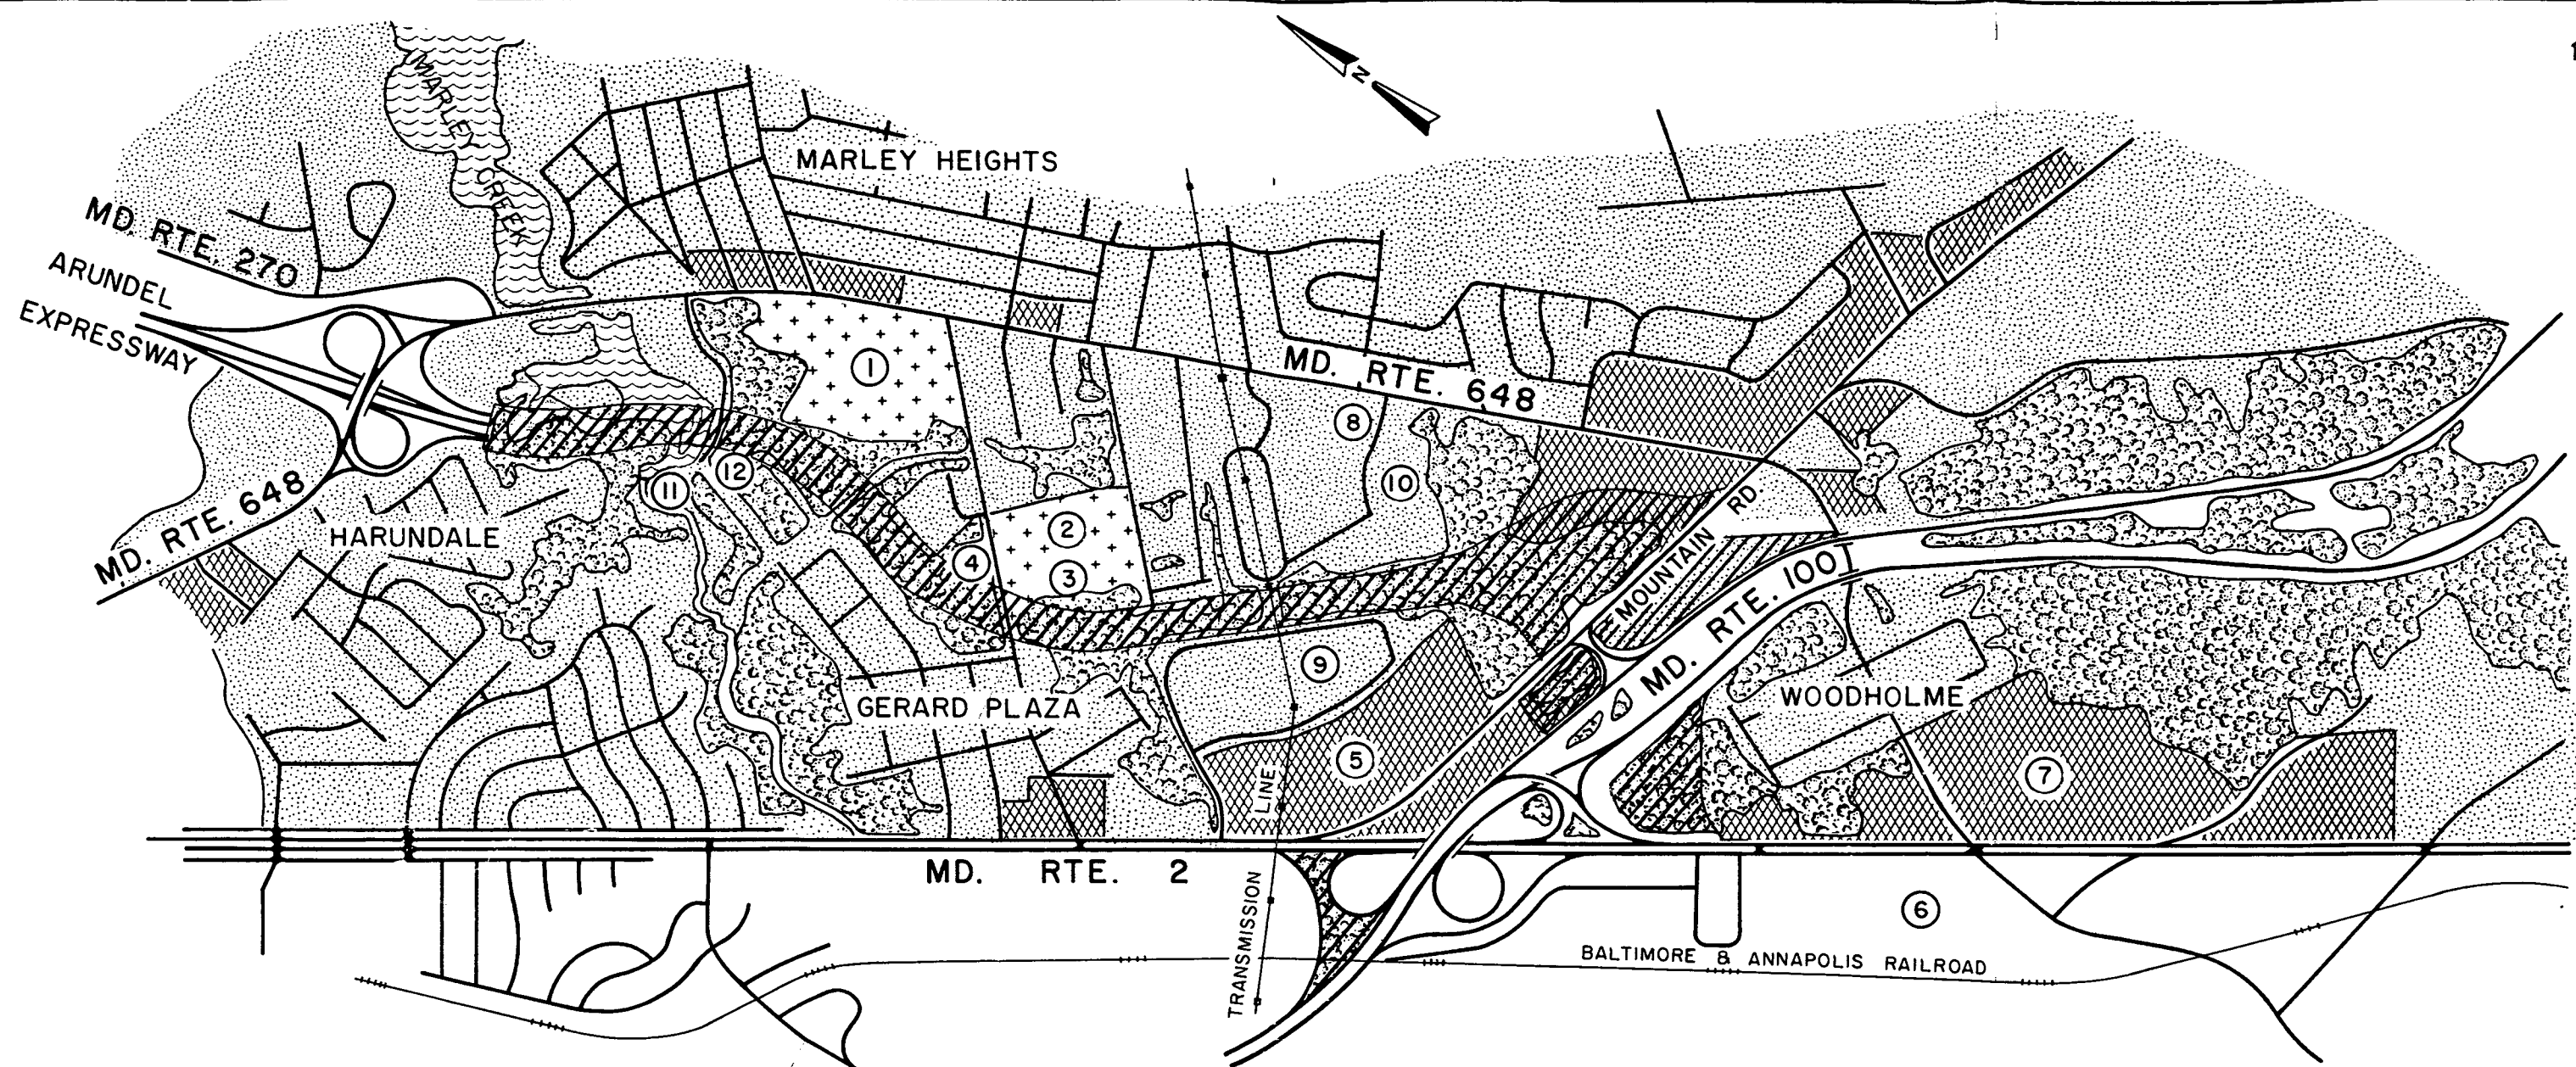 1
N
MARLEY CREEK
MARLEY HEIGHTS
MD. RTE. 270
ARUNDEL
EXPRESSWAY
MD. RTE. 648
1
MD. RTE. 648
8
10
12
11
2
3
4
HARUNDALE
MOUNTAIN RD
MD. RTE. 100
9
GERARD PLAZA
WOODHOLME
5
7
TRANSMISSION LINE
MD. RTE. 2
6
BALTIMORE & ANNAPOLIS RAILROAD